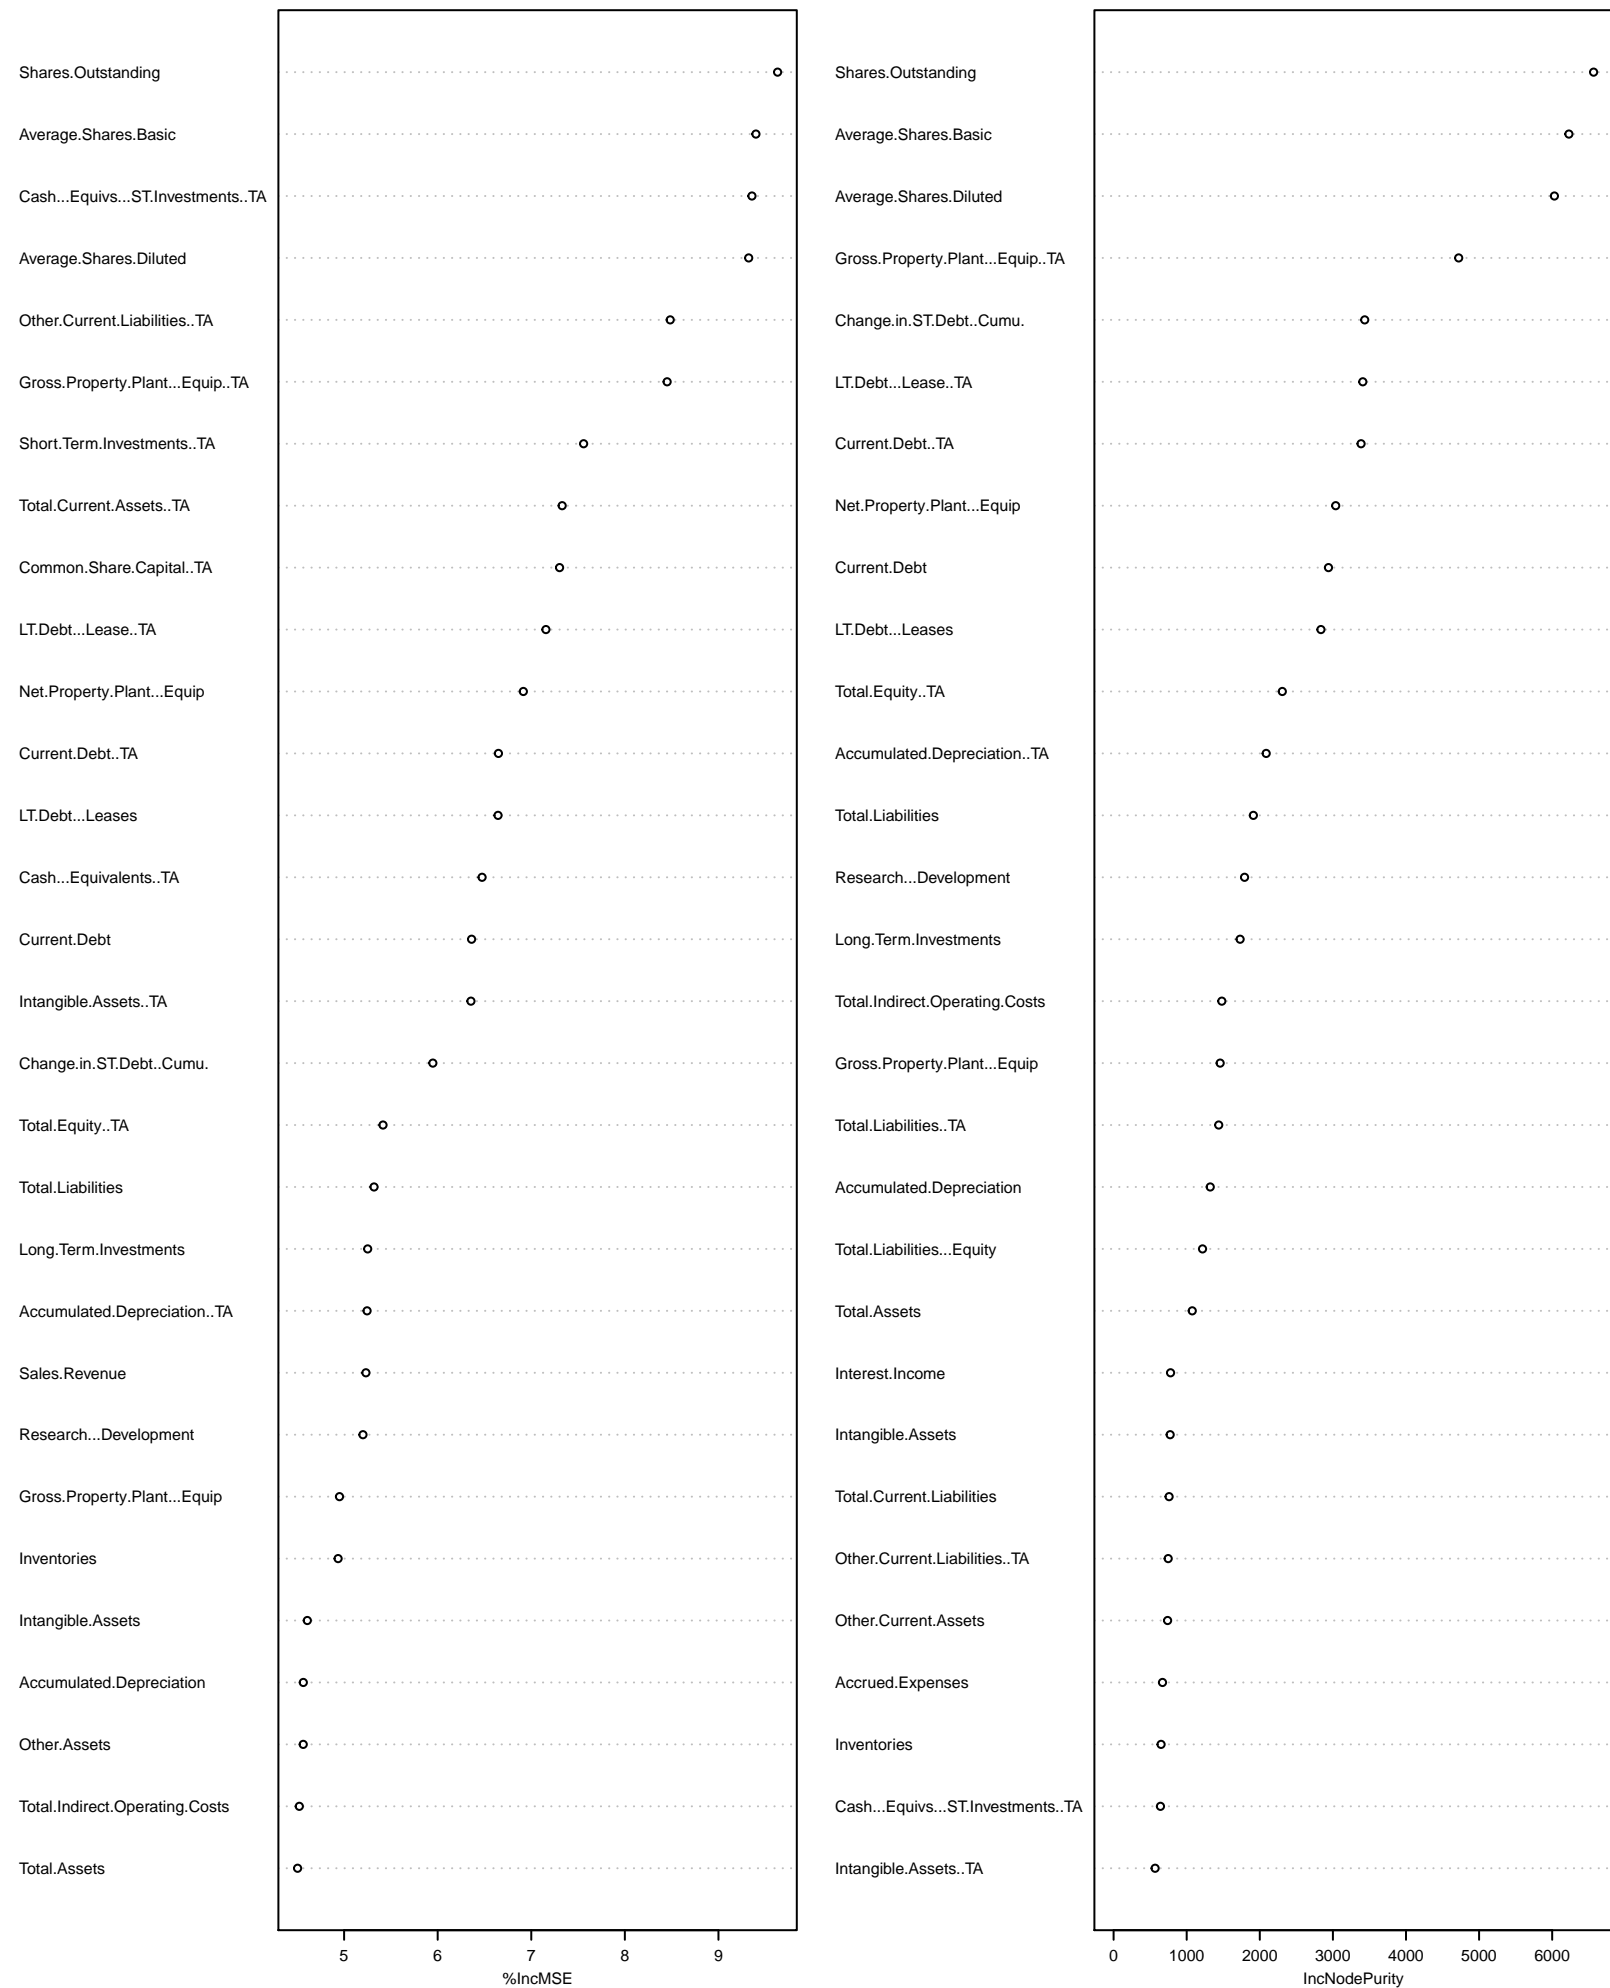 Shares.Outstanding
Average.Shares.Basic
Cash...Equivs...ST.Investments..TA
Average.Shares.Diluted
Other.Current.Liabilities..TA
Gross.Property.Plant...Equip..TA
Short.Term.Investments..TA
Total.Current.Assets..TA
Common.Share.Capital..TA
LT.Debt...Lease..TA
Net.Property.Plant...Equip
Current.Debt..TA
LT.Debt...Leases
Cash...Equivalents..TA
Current.Debt
Intangible.Assets..TA
Change.in.ST.Debt..Cumu.
Total.Equity..TA
Total.Liabilities
Long.Term.Investments
Accumulated.Depreciation..TA
Sales.Revenue
Research...Development
Gross.Property.Plant...Equip
Inventories
Intangible.Assets
Accumulated.Depreciation
Other.Assets
Total.Indirect.Operating.Costs
Total.Assets
5 6 7 8 9
%IncMSE
Shares.Outstanding
Average.Shares.Basic
Average.Shares.Diluted
Gross.Property.Plant...Equip..TA
Change.in.ST.Debt..Cumu.
LT.Debt...Lease..TA
Current.Debt..TA
Net.Property.Plant...Equip
Current.Debt
LT.Debt...Leases
Total.Equity..TA
Accumulated.Depreciation..TA
Total.Liabilities
Research...Development
Long.Term.Investments
Total.Indirect.Operating.Costs
Gross.Property.Plant...Equip
Total.Liabilities..TA
Accumulated.Depreciation
Total.Liabilities...Equity
Total.Assets
Interest.Income
Intangible.Assets
Total.Current.Liabilities
Other.Current.Liabilities..TA
Other.Current.Assets
Accrued.Expenses
Inventories
Cash...Equivs...ST.Investments..TA
Intangible.Assets..TA
0 1000 2000 3000 4000 5000 6000
IncNodePurity